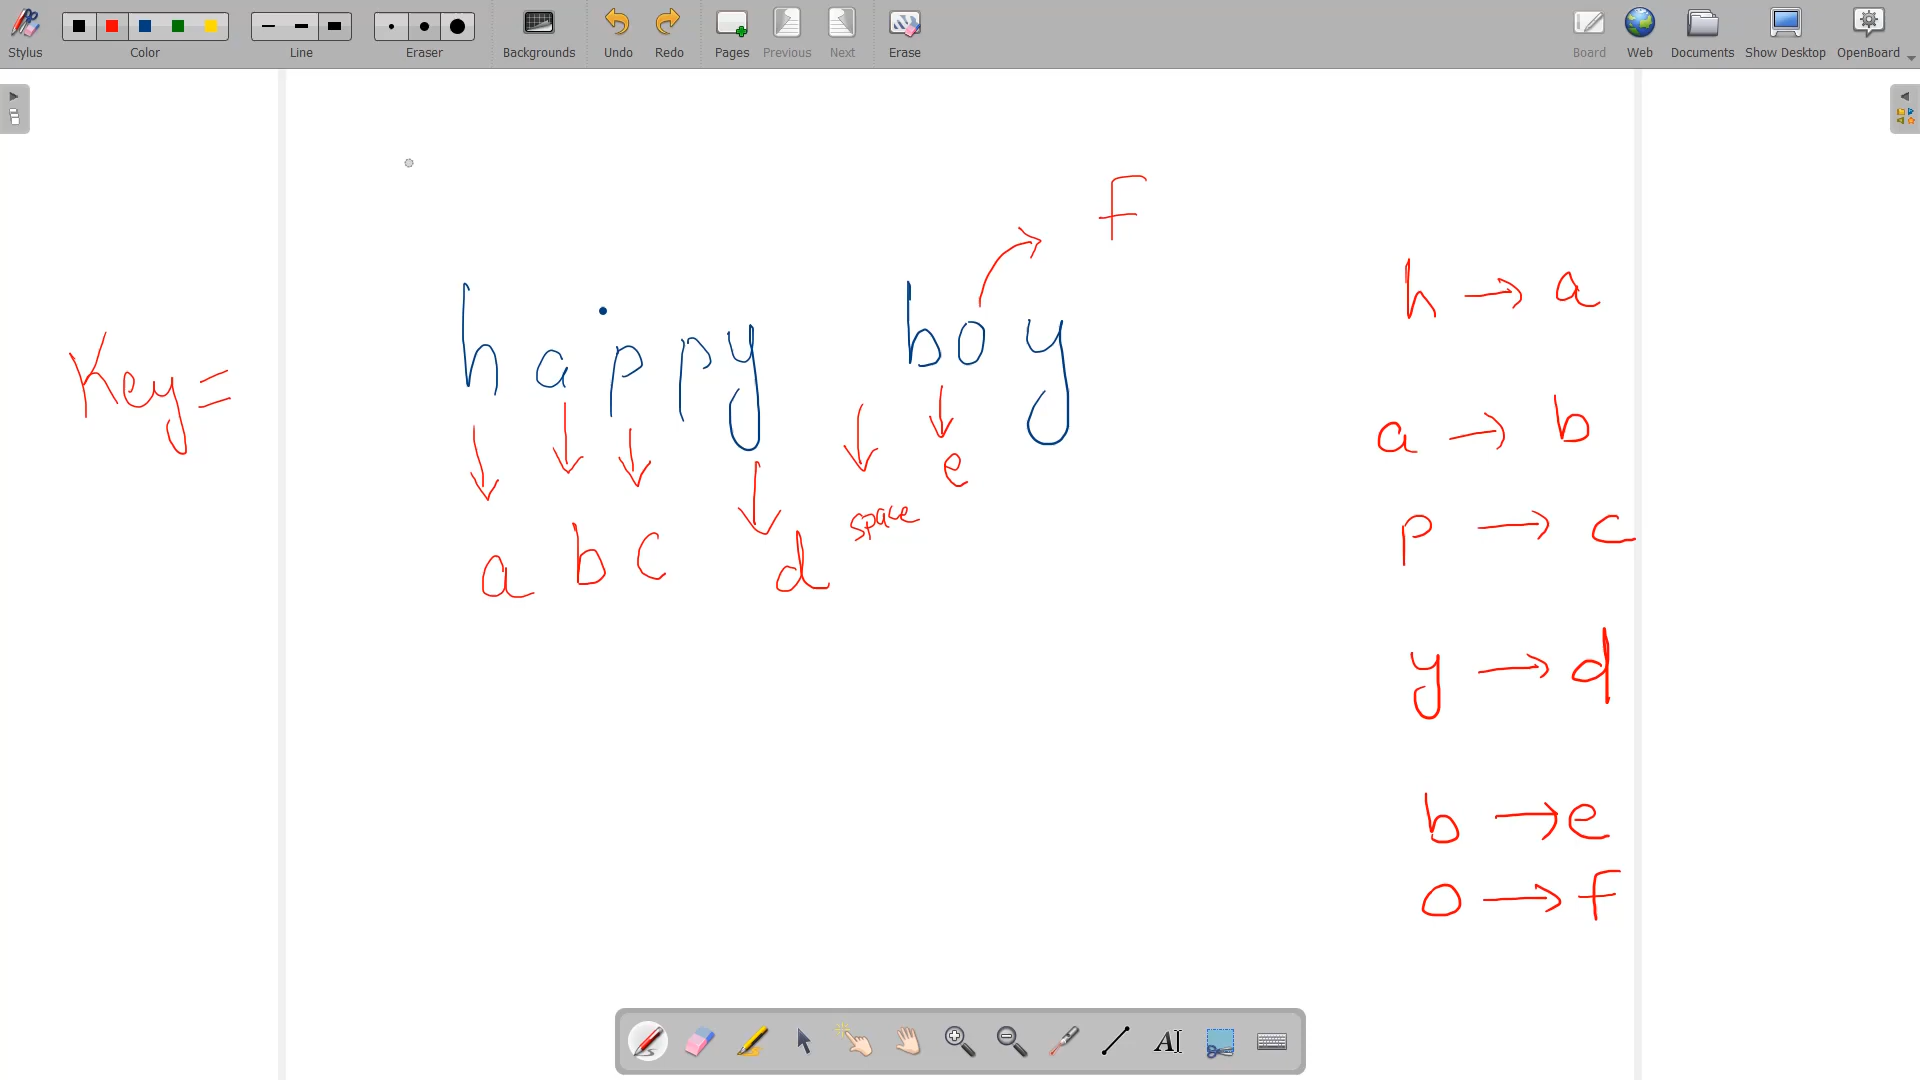 Stylus Color Line Eraser Backgrounds Undo Redo Pages Previous Next Erase Board Web Documents Show Desktop OpenBoard
F
Key=
happy boy
e
space
a b c d
h → a
a → b
p → c
y → d
b → e
o → f